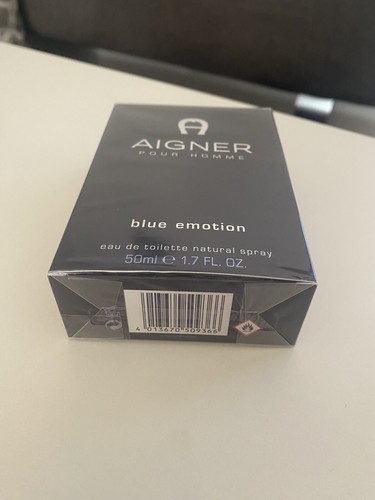 AIGNER
POUR HOMME
blue emotion
eau de toilette natural spray
50ml ℮ 1.7 FL. OZ.
4 013670 509366